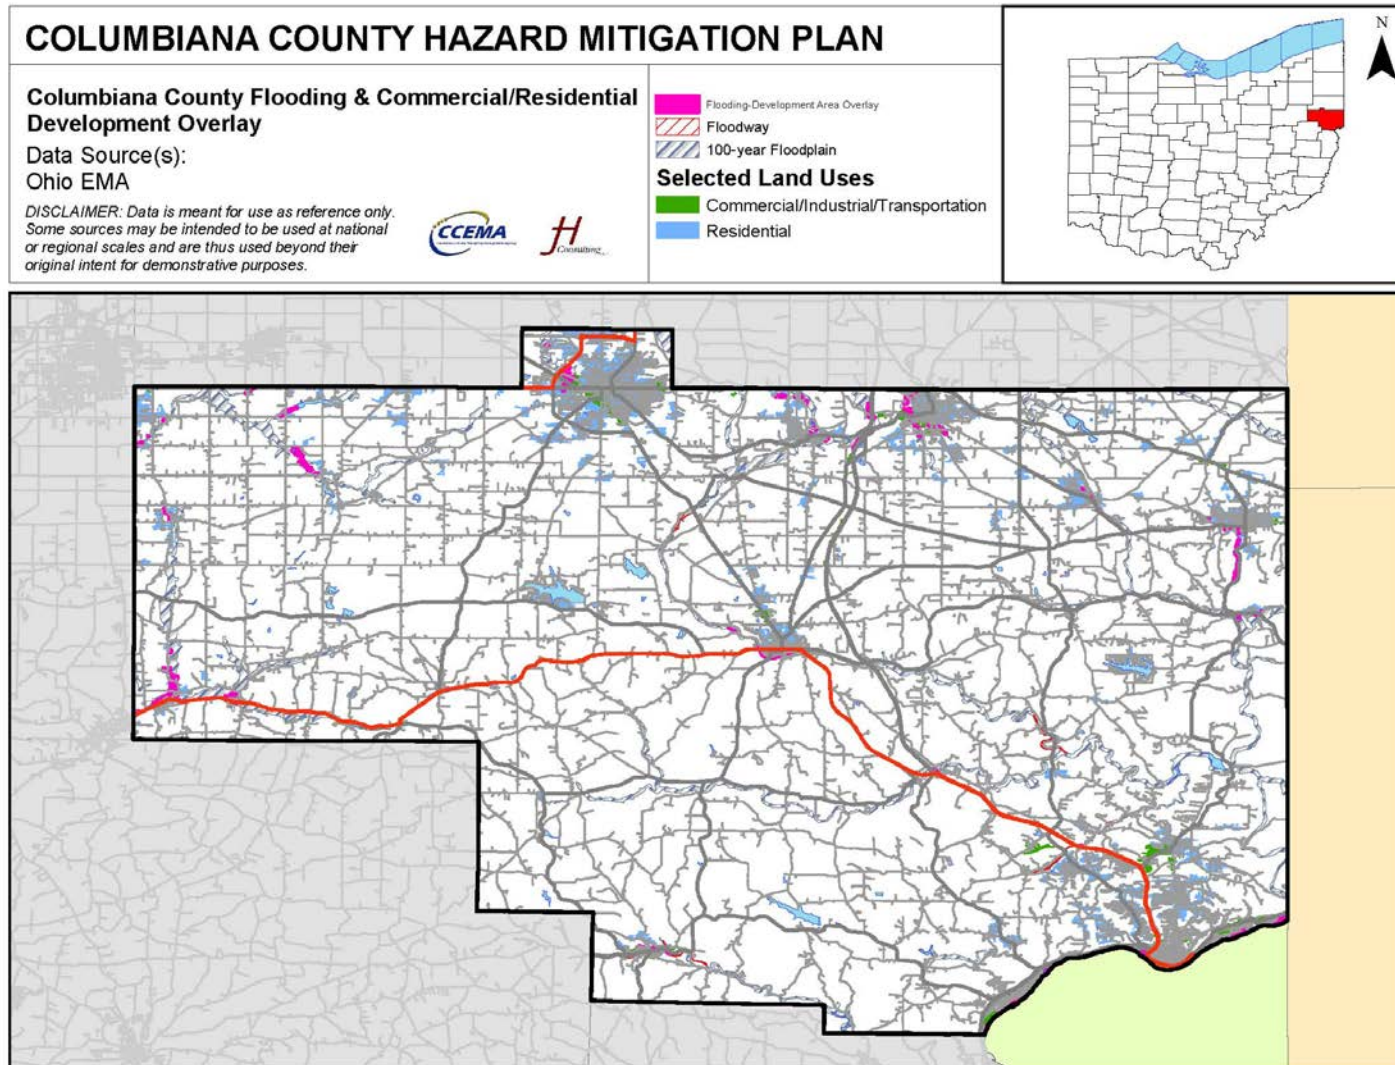 COLUMBIANA COUNTY HAZARD MITIGATION PLAN
Columbiana County Flooding & Commercial/Residential
Development Overlay
Data Source(s):
Ohio EMA
DISCLAIMER: Data is meant for use as reference only.
Some sources may be intended to be used at national
or regional scales and are thus used beyond their
original intent for demonstrative purposes.
CCEMA
JH
Consulting
Flooding-Development Area Overlay
Floodway
100-year Floodplain
Selected Land Uses
Commercial/Industrial/Transportation
Residential
N